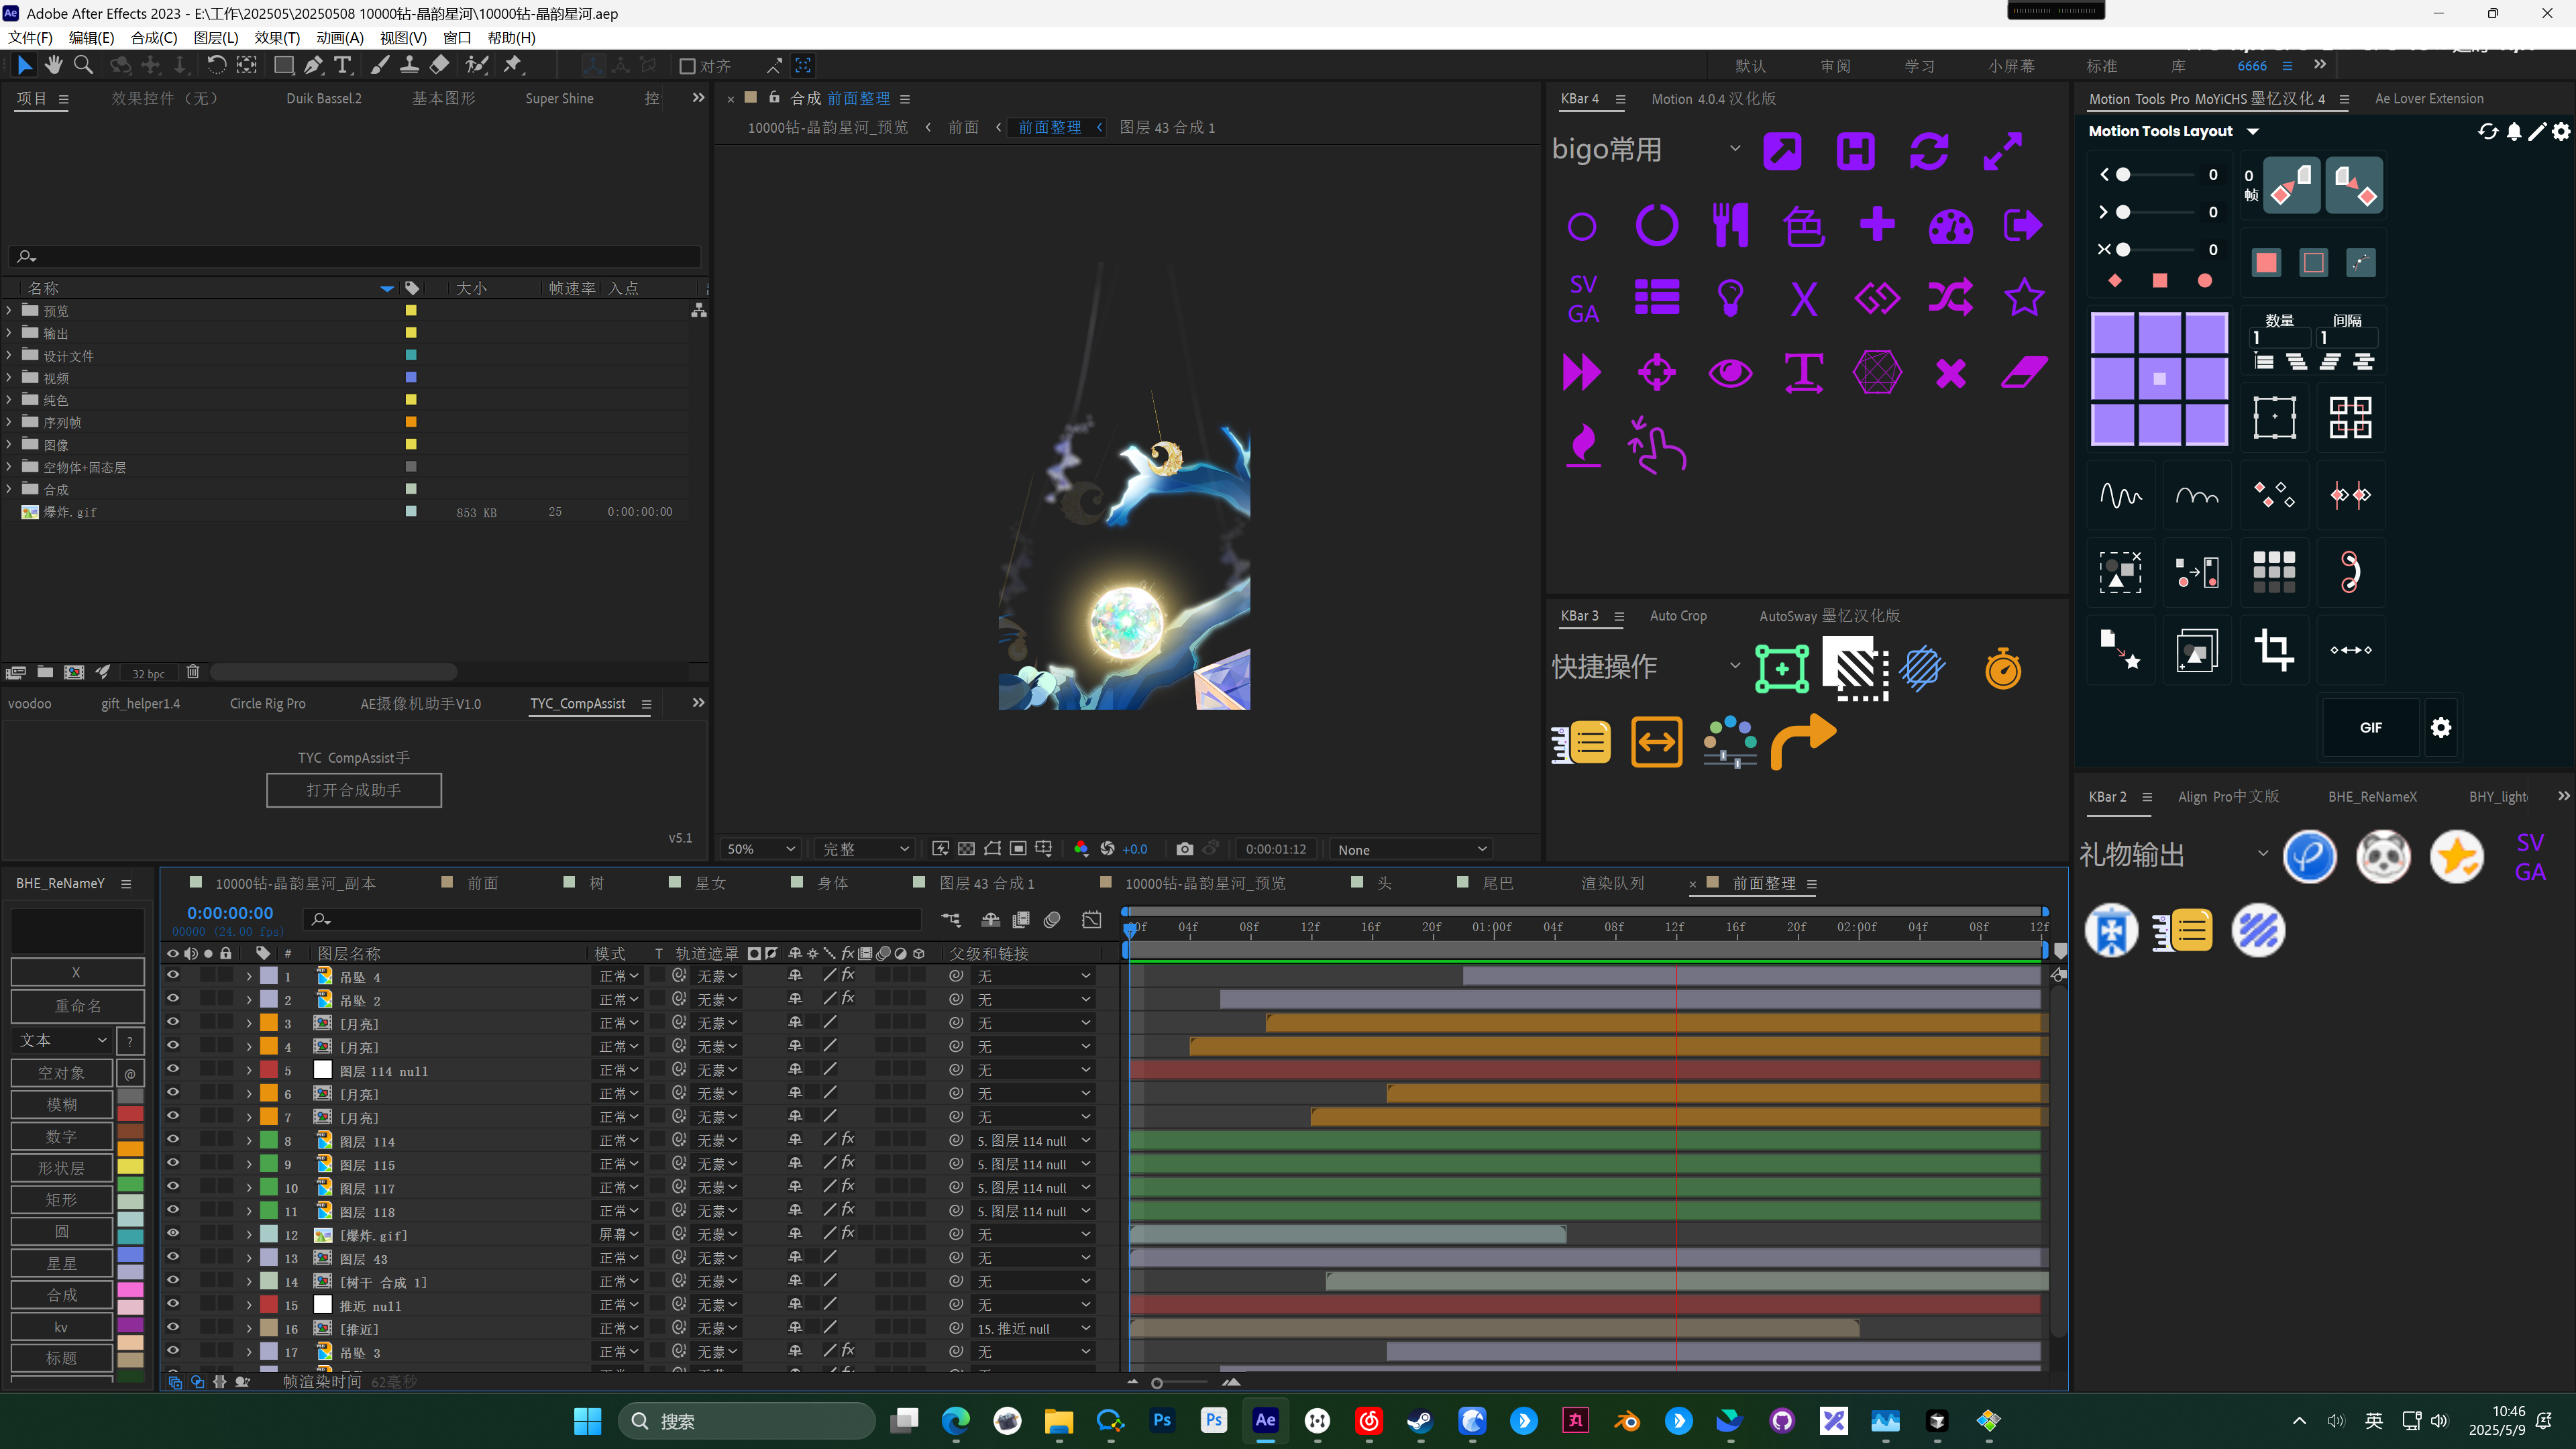 Adobe After Effects 2023 - E:\工作\202505\20250508 10000钻-晶韵星河\10000钻-晶韵星河.aep
文件(F) 编辑(E) 合成(C) 图层(L) 效果(T) 动画(A) 视图(V) 窗口 帮助(H)
对齐 默认 审阅 学习 小屏幕 标准 库 6666
项目 效果控件（无） Duik Bassel.2 基本图形 Super Shine
名称 大小 帧速率 入点
预览
输出
设计文件
视频
纯色
序列帧
图像
空物体+固态层
合成
爆炸.gif 853 KB 25 0:00:00:00
32 bpc
voodoo gift_helper1.4 Circle Rig Pro AE摄像机助手V1.0 TYC_CompAssist
TYC CompAssist手
打开合成助手
v5.1
合成 前面整理
10000钻-晶韵星河_预览 前面 前面整理 图层 43 合成 1
50% 完整 +0.0 0:00:01:12 None
KBar 4 Motion 4.0.4 汉化版
bigo常用
色
SV
GA
KBar 3 Auto Crop AutoSway 墨忆汉化版
快捷操作
Motion Tools Pro MoYiCHS 墨忆汉化 4 Ae Lover Extension
Motion Tools Layout
0
0
0
0
帧
数量 间隔
1 1
GIF
KBar 2 Align Pro中文版 BHE_ReNameX
礼物输出
SV
GA
BHE_ReNameY
X
重命名
文本 ?
空对象 @
模糊
数字
形状层
矩形
圆
星星
合成
kv
标题
10000钻-晶韵星河_副本 前面 树 星女 身体 图层 43 合成 1 10000钻-晶韵星河_预览 头 尾巴 渲染队列 前面整理
0:00:00:00
00000 (24.00 fps)
04f 08f 12f 16f 20f 01:00f 04f 08f 12f 16f 20f 02:00f 04f 08f 12f
# 图层名称 模式 T 轨道遮罩 父级和链接
1 吊坠 4 正常 无蒙 无
2 吊坠 2 正常 无蒙 无
3 [月亮] 正常 无蒙 无
4 [月亮] 正常 无蒙 无
5 图层 114 null 正常 无蒙 无
6 [月亮] 正常 无蒙 无
7 [月亮] 正常 无蒙 无
8 图层 114 正常 无蒙 5. 图层 114 null
9 图层 115 正常 无蒙 5. 图层 114 null
10 图层 117 正常 无蒙 5. 图层 114 null
11 图层 118 正常 无蒙 5. 图层 114 null
12 [爆炸.gif] 屏幕 无蒙 无
13 图层 43 正常 无蒙 无
14 [树干 合成 1] 正常 无蒙 无
15 推近 null 正常 无蒙 无
16 [推近] 正常 无蒙 15. 推近 null
17 吊坠 3 正常 无蒙 无
帧渲染时间 62毫秒
搜索
英
10:46
2025/5/9